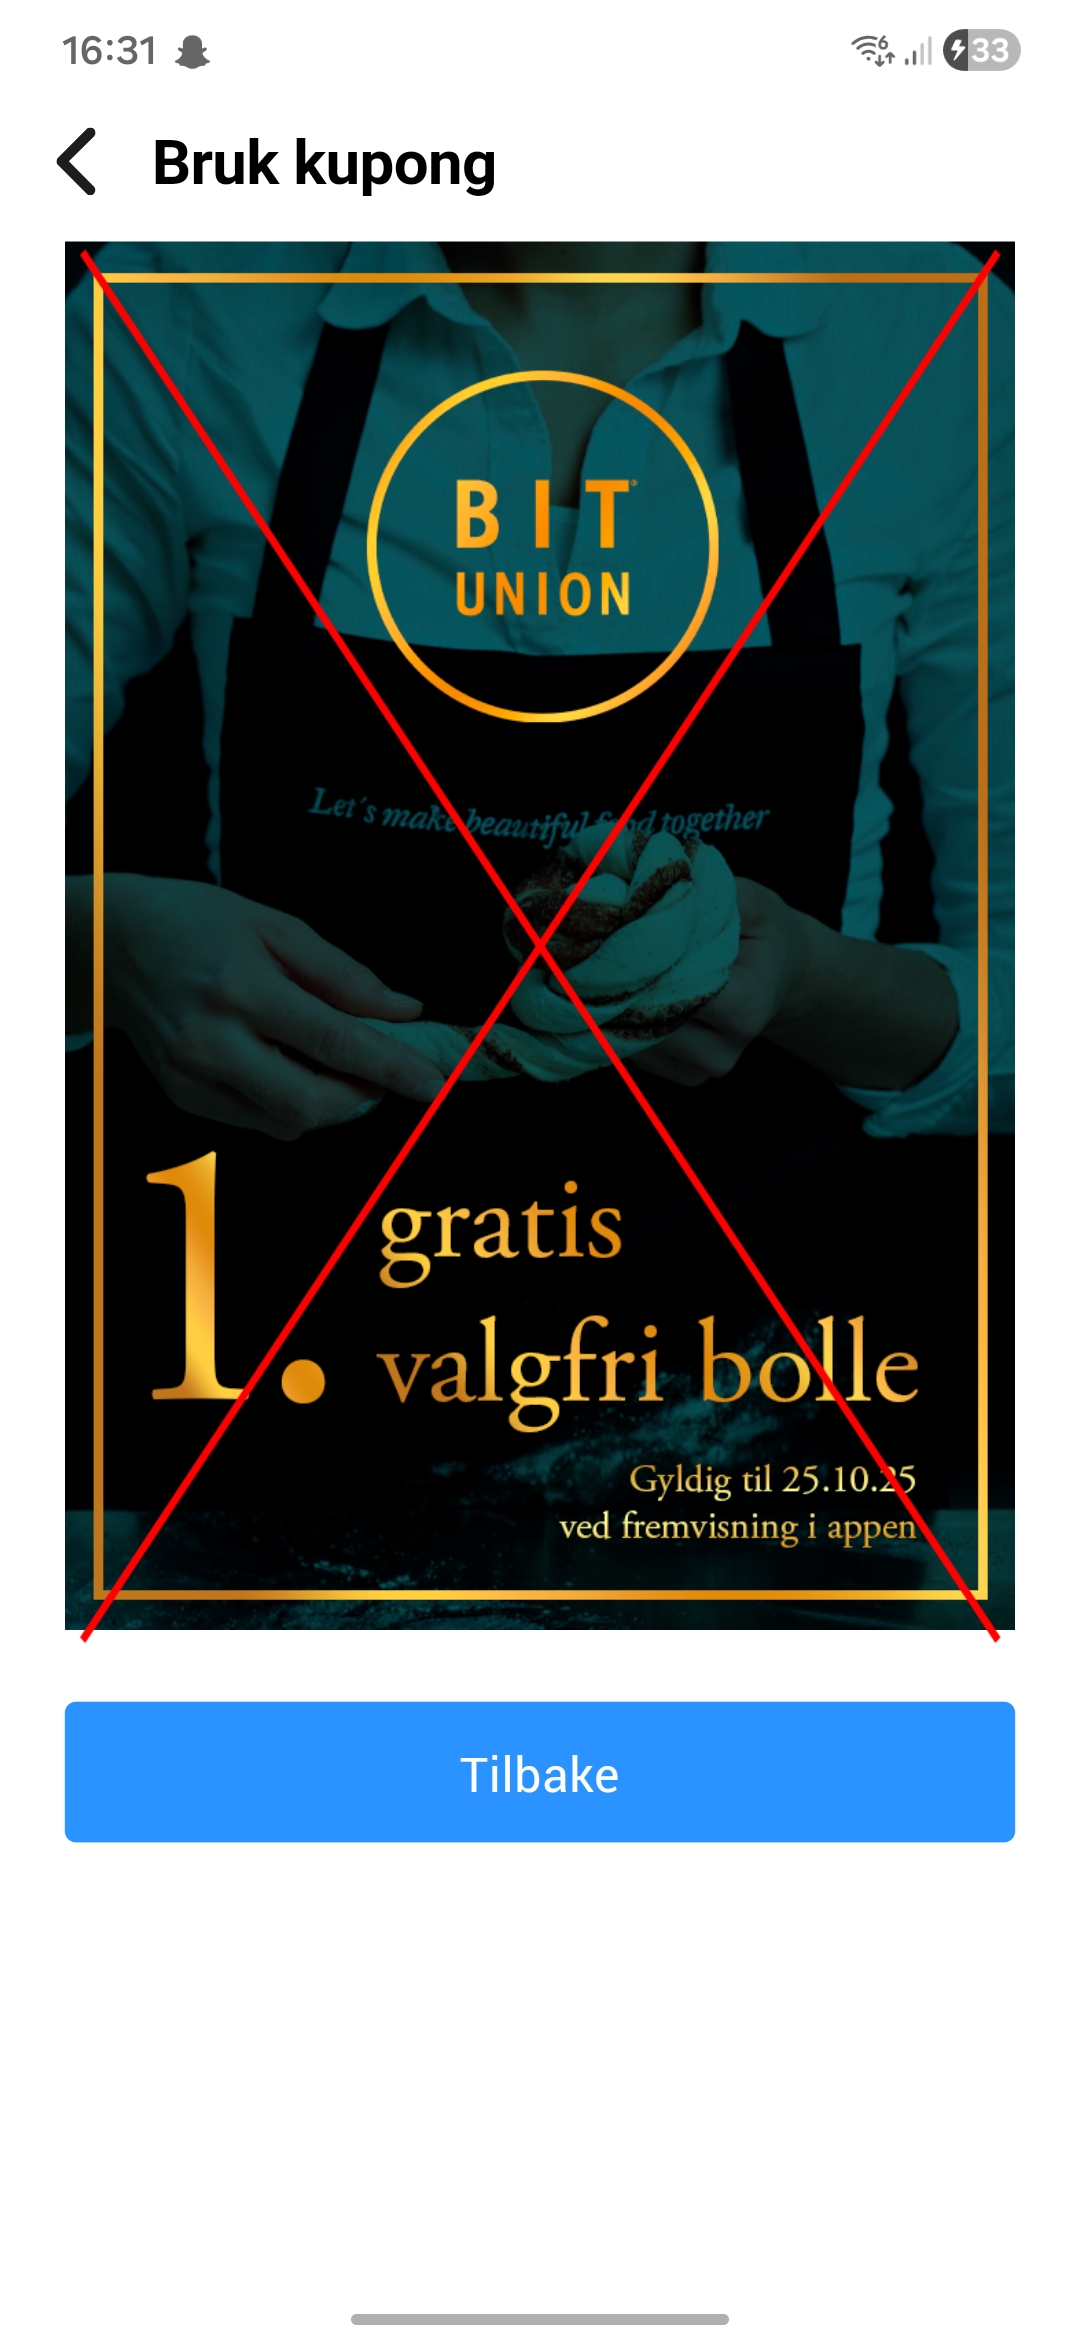 16:31
6
33
Bruk kupong
BIT®
UNION
Let´s make beautiful food together
1. gratis
valgfri bolle
Gyldig til 25.10.25
ved fremvisning i appen
Tilbake